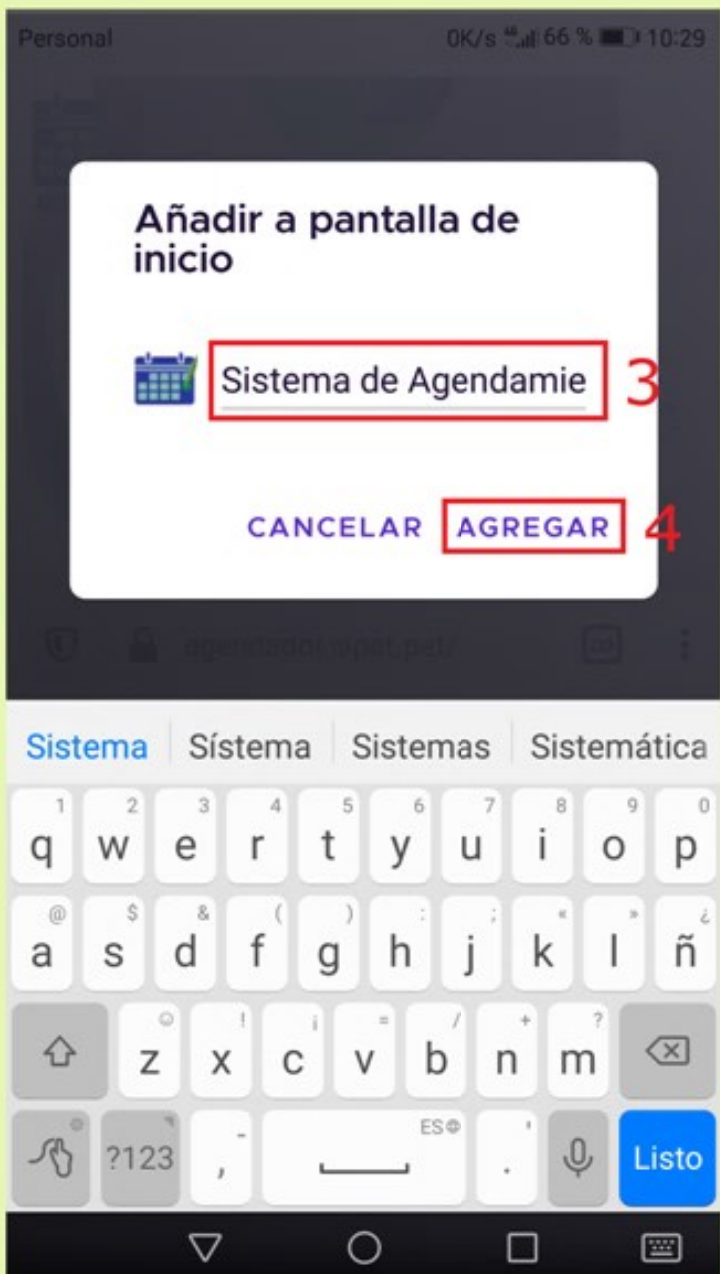 Personal 0K/s 66 % 10:29
Añadir a pantalla de
inicio
Sistema de Agendamie 3
CANCELAR AGREGAR 4
Sistema Sístema Sistemas Sistemática
1 2 3 4 5 6 7 8 9 0
q w e r t y u i o p
@ $ & ( ) : ; « » ¿
a s d f g h j k l ñ
! ¡ = / + ?
z x c v b n m
ES
?123 , - . ' Listo